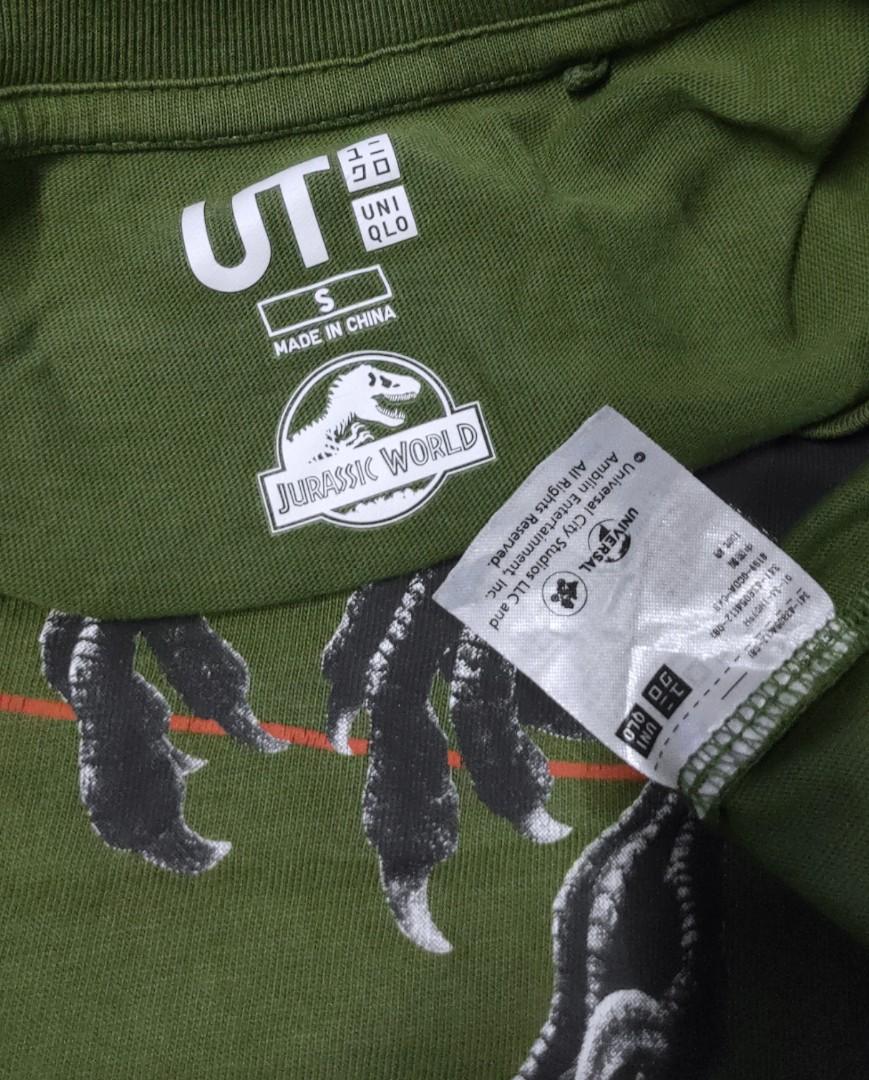 UT
ユニ
クロ
UNI
QLO
S
MADE IN CHINA
JURASSIC WORLD
© Universal City Studios LLC and
Amblin Entertainment, Inc.
All Rights Reserved.
UNIVERSAL
ユニ
クロ
UNI
QLO